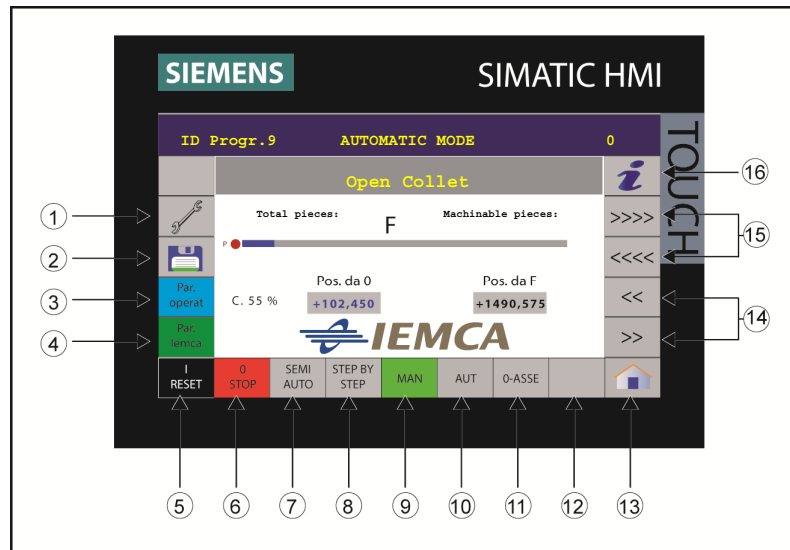 SIEMENS
SIMATIC HMI
TOUCH
ID Progr.9 AUTOMATIC MODE 0
Open Collet
i
Total pieces: F Machinable pieces:
P
Pos. da 0 Pos. da F
C. 55 % +102,450 +1490,575
IEMCA
Par.
operat
Par.
Iemca
>>>>
<<<<
<<
>>
I
RESET
0
STOP
SEMI
AUTO
STEP BY
STEP
MAN
AUT
0-ASSE
1
2
3
4
5
6
7
8
9
10
11
12
13
14
15
16